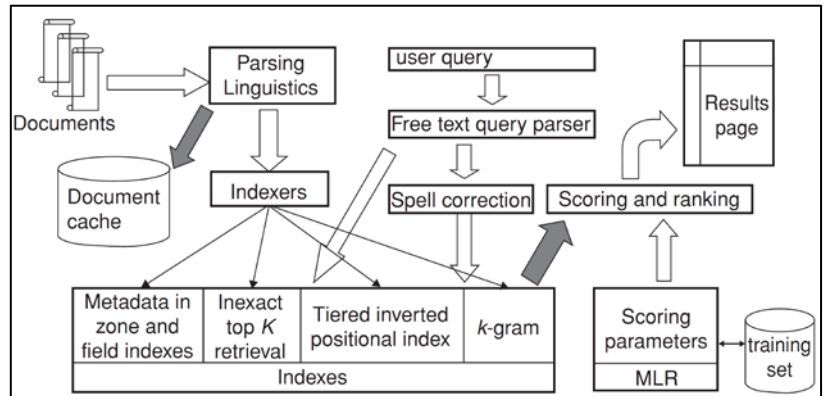 Documents
Parsing
Linguistics
user query
Results
page
Free text query parser
Document
cache
Indexers
Spell correction
Scoring and ranking
Metadata in
zone and
field indexes
Inexact
top K
retrieval
Tiered inverted
positional index
k-gram
Indexes
Scoring
parameters
MLR
training
set